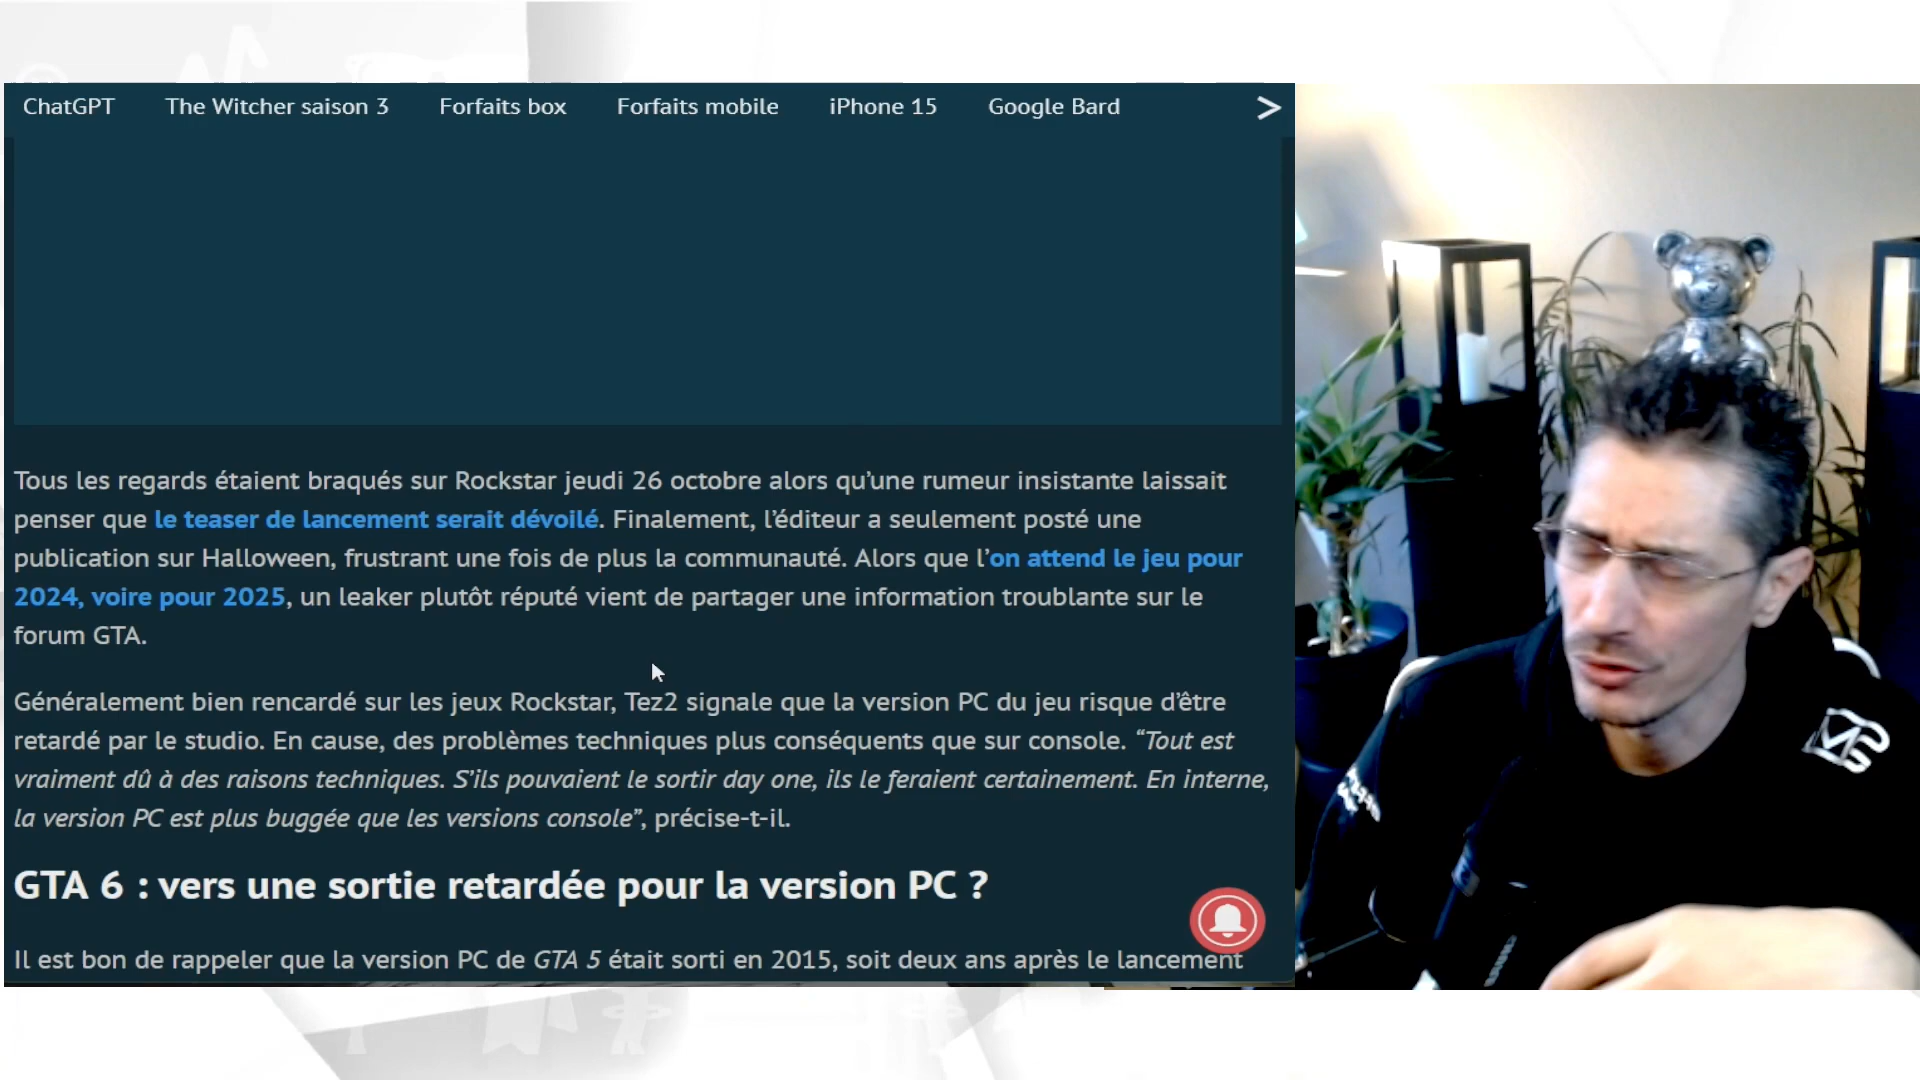 ChatGPT The Witcher saison 3 Forfaits box Forfaits mobile iPhone 15 Google Bard >
Tous les regards étaient braqués sur Rockstar jeudi 26 octobre alors qu’une rumeur insistante laissait
penser que le teaser de lancement serait dévoilé. Finalement, l’éditeur a seulement posté une
publication sur Halloween, frustrant une fois de plus la communauté. Alors que l’on attend le jeu pour
2024, voire pour 2025, un leaker plutôt réputé vient de partager une information troublante sur le
forum GTA.
Généralement bien rencardé sur les jeux Rockstar, Tez2 signale que la version PC du jeu risque d’être
retardé par le studio. En cause, des problèmes techniques plus conséquents que sur console. “Tout est
vraiment dû à des raisons techniques. S’ils pouvaient le sortir day one, ils le feraient certainement. En interne,
la version PC est plus buggée que les versions console”, précise-t-il.
GTA 6 : vers une sortie retardée pour la version PC ?
Il est bon de rappeler que la version PC de GTA 5 était sorti en 2015, soit deux ans après le lancement